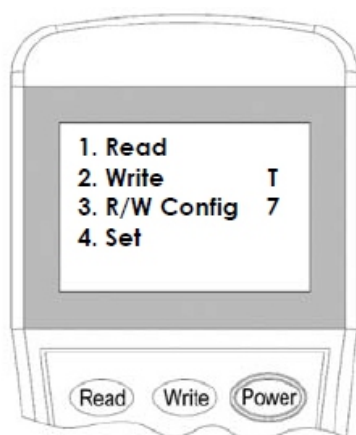 1. Read
2. Write T
3. R/W Config 7
4. Set
Read Write Power